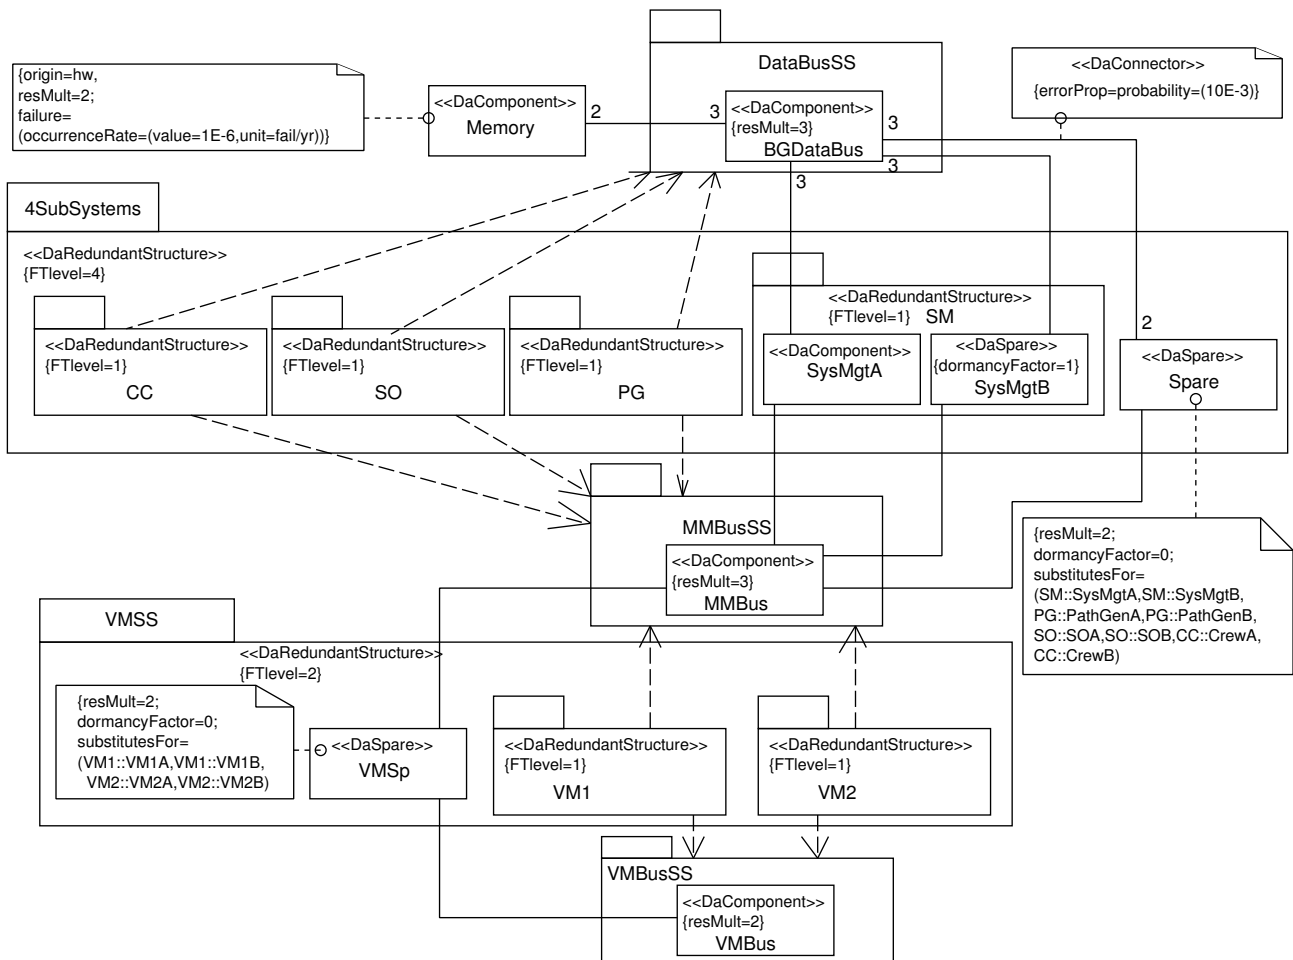 DataBusSS
<<DaConnector>>
{errorProp=probability=(10E-3)}
{origin=hw,
resMult=2;
failure=
(occurrenceRate=(value=1E-6,unit=fail/yr))}
<<DaComponent>>
Memory
2
3
<<DaComponent>>
{resMult=3}
BGDataBus
3
3
3
4SubSystems
<<DaRedundantStructure>>
{FTlevel=4}
<<DaRedundantStructure>>
{FTlevel=1}
CC
<<DaRedundantStructure>>
{FTlevel=1}
SO
<<DaRedundantStructure>>
{FTlevel=1}
PG
<<DaRedundantStructure>>
{FTlevel=1} SM
<<DaComponent>>
SysMgtA
<<DaSpare>>
{dormancyFactor=1}
SysMgtB
2
<<DaSpare>>
Spare
MMBusSS
<<DaComponent>>
{resMult=3}
MMBus
{resMult=2;
dormancyFactor=0;
substitutesFor=
(SM::SysMgtA,SM::SysMgtB,
PG::PathGenA,PG::PathGenB,
SO::SOA,SO::SOB,CC::CrewA,
CC::CrewB)
VMSS
<<DaRedundantStructure>>
{FTlevel=2}
{resMult=2;
dormancyFactor=0;
substitutesFor=
(VM1::VM1A,VM1::VM1B,
VM2::VM2A,VM2::VM2B)
<<DaSpare>>
VMSp
<<DaRedundantStructure>>
{FTlevel=1}
VM1
<<DaRedundantStructure>>
{FTlevel=1}
VM2
VMBusSS
<<DaComponent>>
{resMult=2}
VMBus